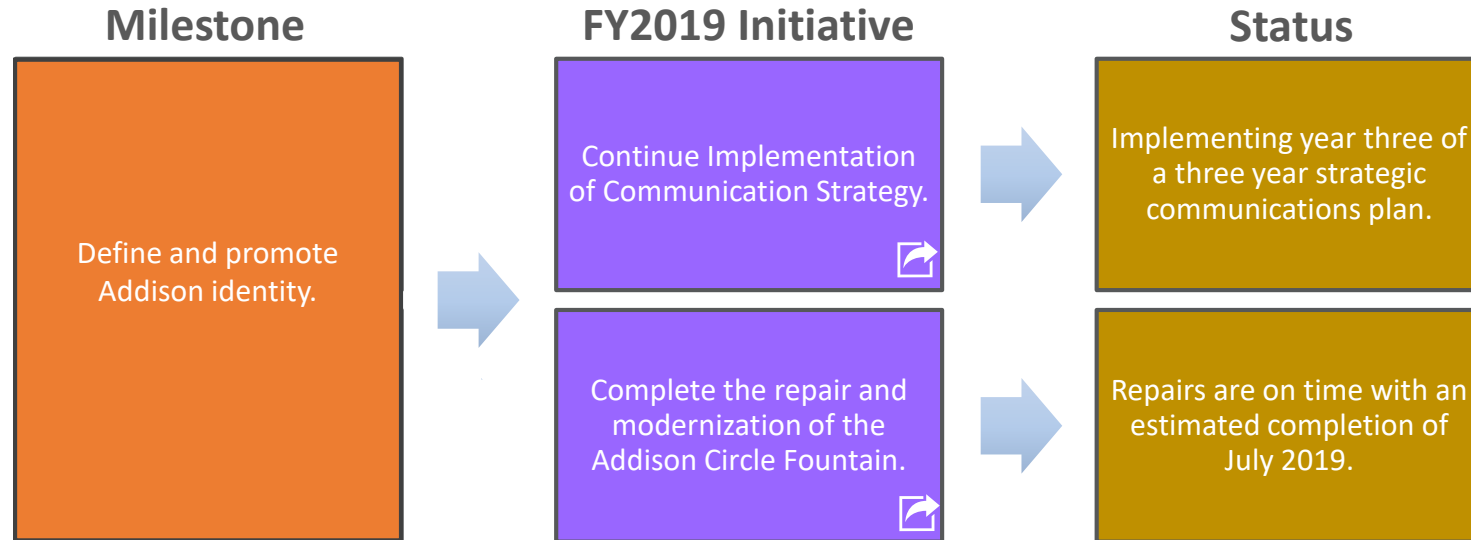 Milestone
FY2019 Initiative
Status
Define and promote
Addison identity.
Continue Implementation
of Communication Strategy.
Implementing year three of
a three year strategic
communications plan.
Complete the repair and
modernization of the
Addison Circle Fountain.
Repairs are on time with an
estimated completion of
July 2019.